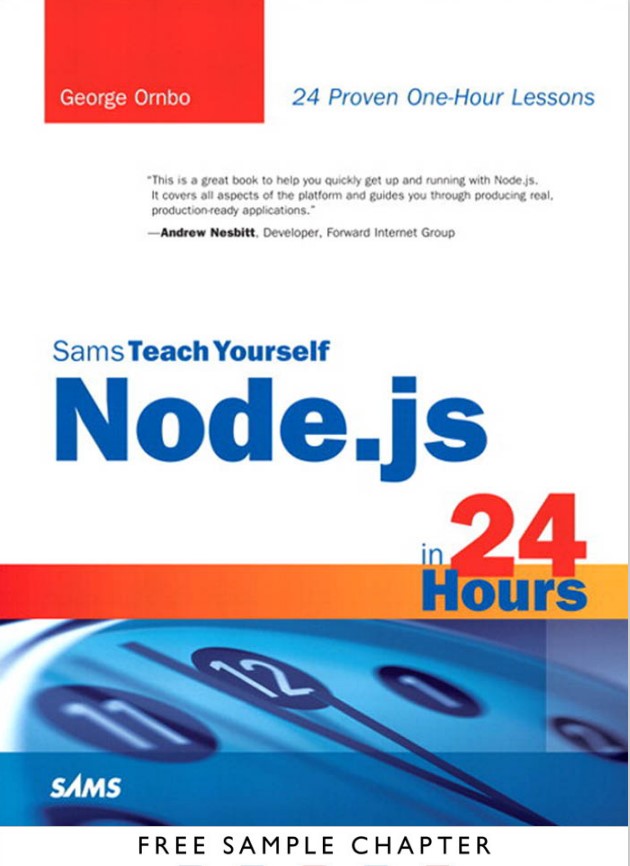 George Ornbo
24 Proven One-Hour Lessons
“This is a great book to help you quickly get up and running with Node.js.
It covers all aspects of the platform and guides you through producing real,
production-ready applications.”
—Andrew Nesbitt, Developer, Forward Internet Group
Sams Teach Yourself
Node.js
in 24
Hours
11 12 1 2
SAMS
FREE SAMPLE CHAPTER